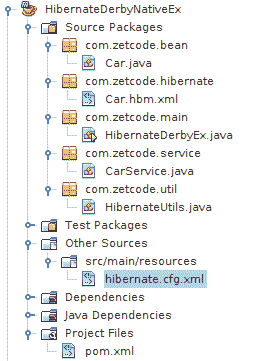 HibernateDerbyNativeEx
Source Packages
com.zetcode.bean
Car.java
com.zetcode.hibernate
Car.hbm.xml
com.zetcode.main
HibernateDerbyEx.java
com.zetcode.service
CarService.java
com.zetcode.util
HibernateUtils.java
Test Packages
Other Sources
src/main/resources
hibernate.cfg.xml
Dependencies
Java Dependencies
Project Files
pom.xml